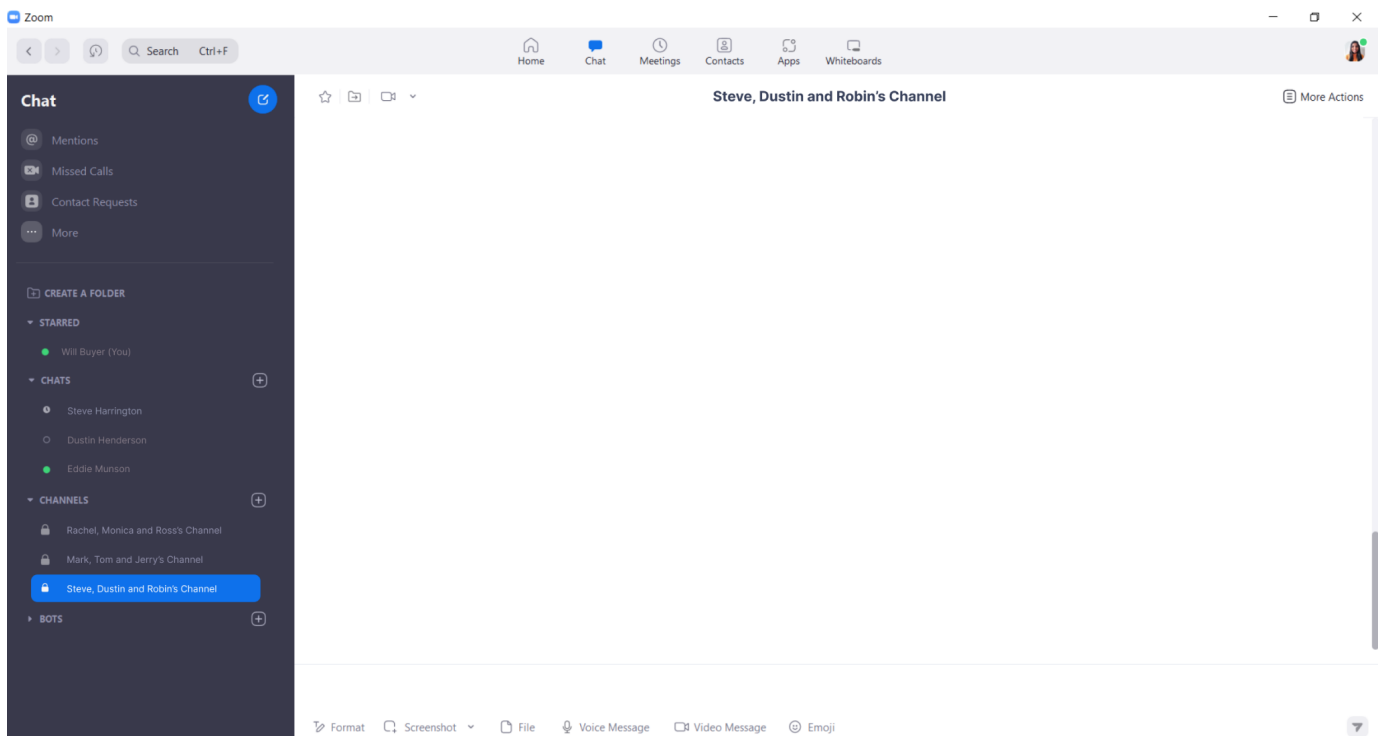 Zoom
Search Ctrl+F
Home Chat Meetings Contacts Apps Whiteboards
Chat
Steve, Dustin and Robin's Channel
More Actions
@ Mentions
Missed Calls
Contact Requests
More
CREATE A FOLDER
STARRED
Will Buyer (You)
CHATS
Steve Harrington
Dustin Henderson
Eddie Munson
CHANNELS
Rachel, Monica and Ross's Channel
Mark, Tom and Jerry's Channel
Steve, Dustin and Robin's Channel
BOTS
Format Screenshot File Voice Message Video Message Emoji